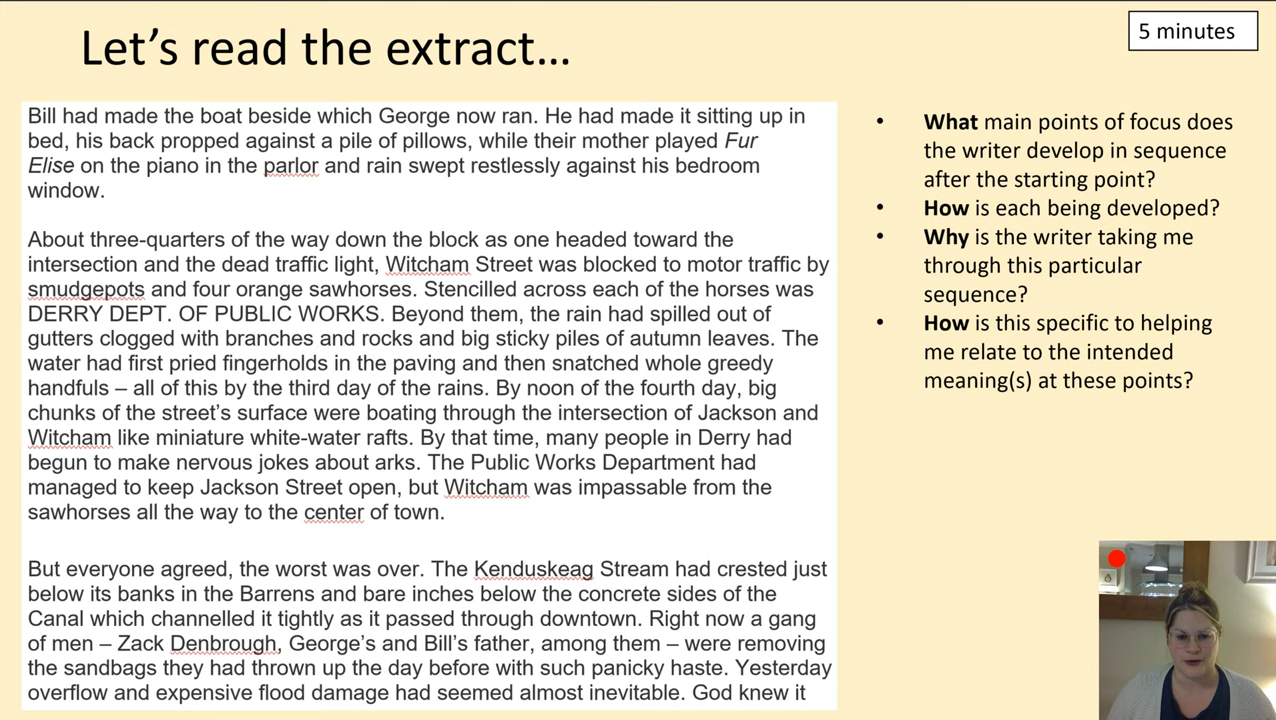 Let's read the extract...
5 minutes
Bill had made the boat beside which George now ran. He had made it sitting up in
bed, his back propped against a pile of pillows, while their mother played Fur
Elise on the piano in the parlor and rain swept restlessly against his bedroom
window.
About three-quarters of the way down the block as one headed toward the
intersection and the dead traffic light, Witcham Street was blocked to motor traffic by
smudgepots and four orange sawhorses. Stencilled across each of the horses was
DERRY DEPT. OF PUBLIC WORKS. Beyond them, the rain had spilled out of
gutters clogged with branches and rocks and big sticky piles of autumn leaves. The
water had first pried fingerholds in the paving and then snatched whole greedy
handfuls – all of this by the third day of the rains. By noon of the fourth day, big
chunks of the street's surface were boating through the intersection of Jackson and
Witcham like miniature white-water rafts. By that time, many people in Derry had
begun to make nervous jokes about arks. The Public Works Department had
managed to keep Jackson Street open, but Witcham was impassable from the
sawhorses all the way to the center of town.
But everyone agreed, the worst was over. The Kenduskeag Stream had crested just
below its banks in the Barrens and bare inches below the concrete sides of the
Canal which channelled it tightly as it passed through downtown. Right now a gang
of men – Zack Denbrough, George's and Bill's father, among them – were removing
the sandbags they had thrown up the day before with such panicky haste. Yesterday
overflow and expensive flood damage had seemed almost inevitable. God knew it
• What main points of focus does
the writer develop in sequence
after the starting point?
• How is each being developed?
• Why is the writer taking me
through this particular
sequence?
• How is this specific to helping
me relate to the intended
meaning(s) at these points?